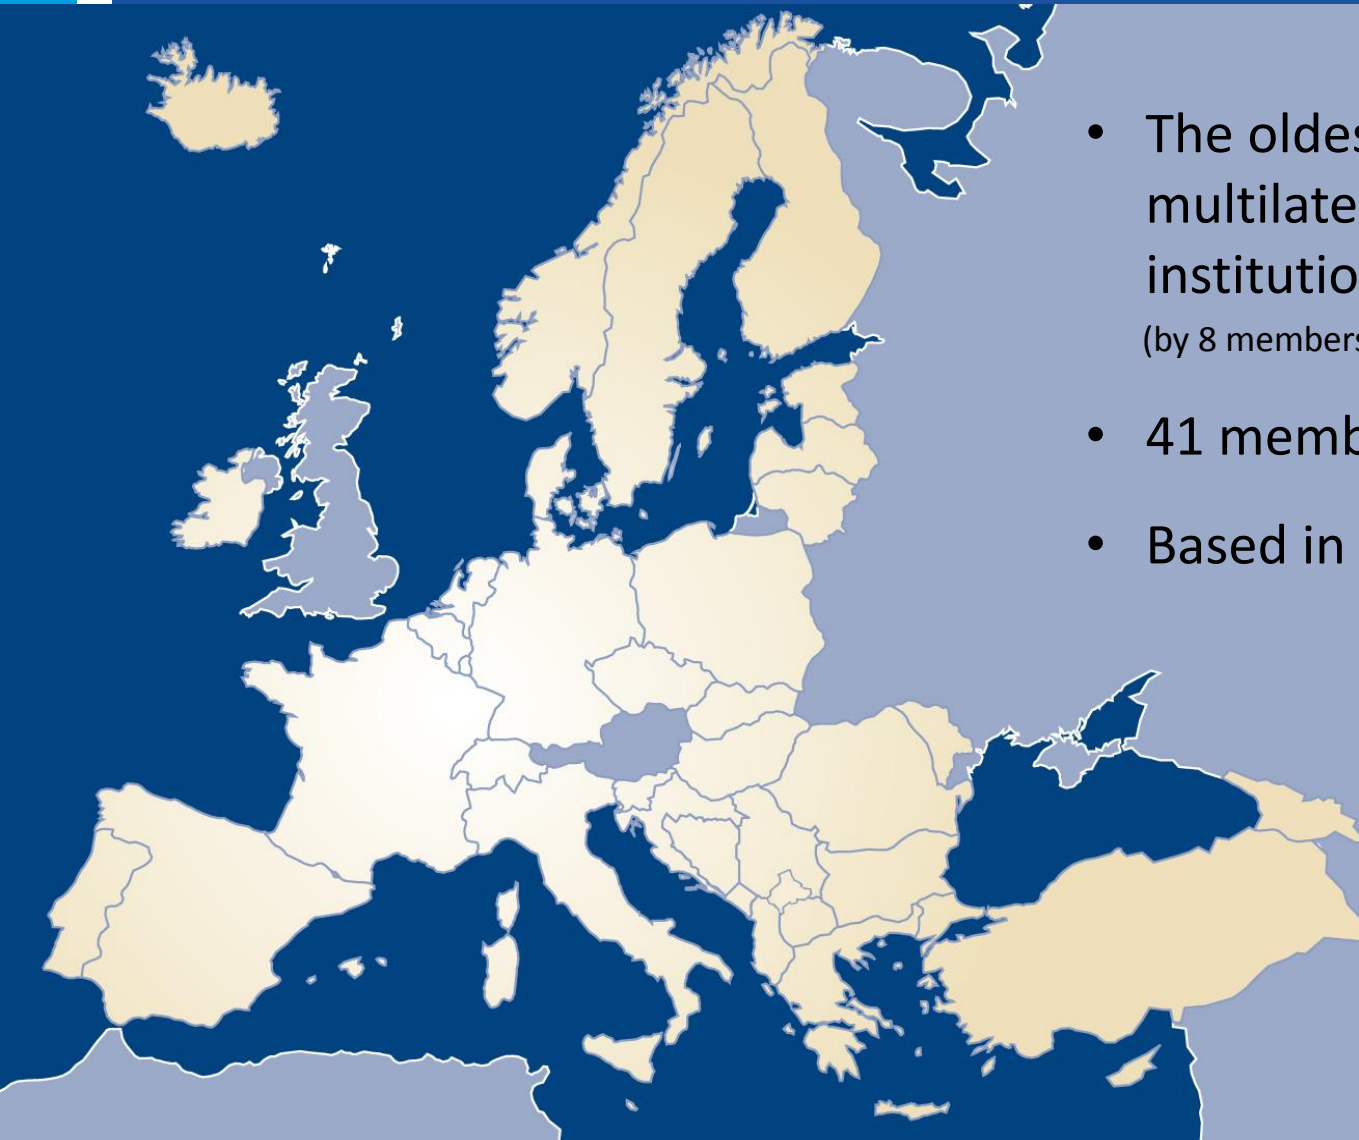 • The oldes
multilate
institutio
(by 8 members
• 41 memb
• Based in